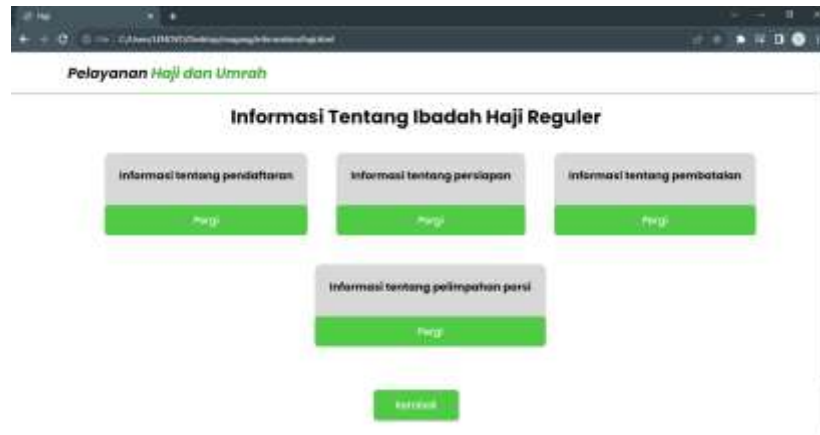 Haji
Pelayanan Haji dan Umrah
Informasi Tentang Ibadah Haji Reguler
Informasi tentang pendaftaran
Informasi tentang persiapan
Informasi tentang pembatalan
Pergi
Pergi
Pergi
Informasi tentang pelimpahan porsi
Pergi
Kembali